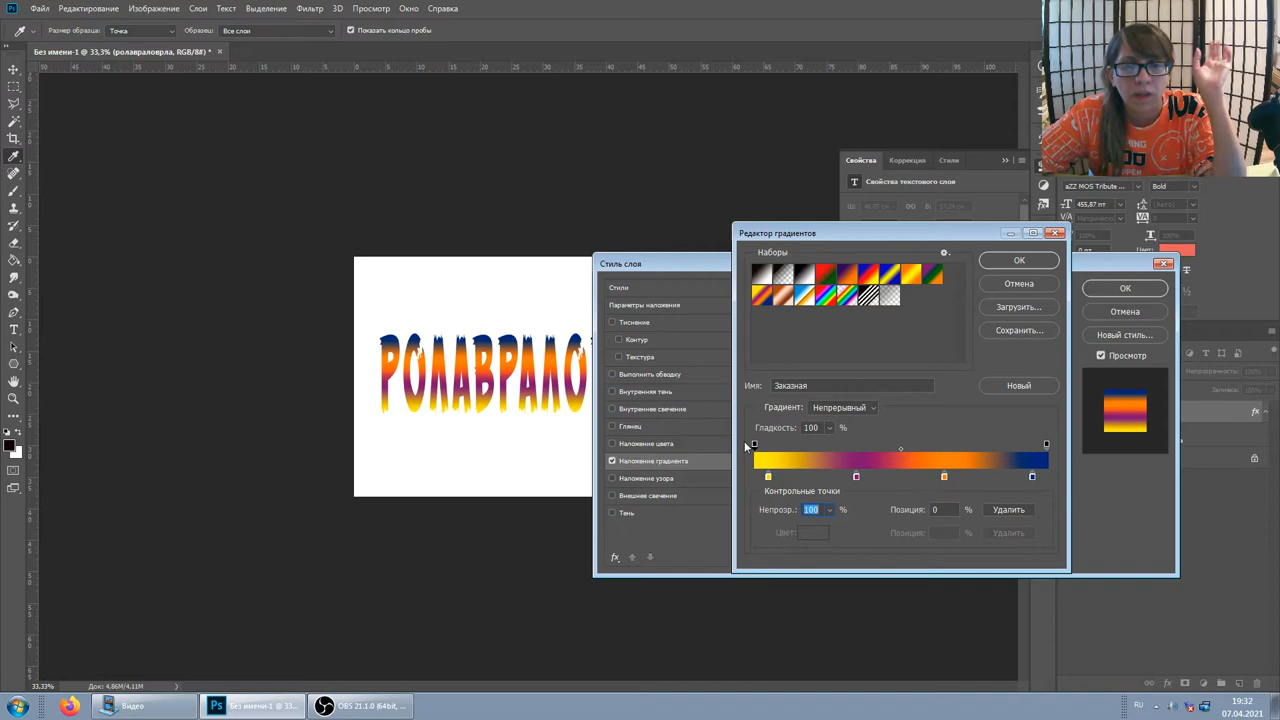 Файл Редактирование Изображение Слои Текст Выделение Фильтр 3D Просмотр Окно Справка
Размер образца: Точка Образец: Все слои Показать кольцо пробы
Без имени-1 @ 33,3% (ролавраловрла, RGB/8#) *
Свойства Коррекция Стили
Свойства текстового слоя
aZZ MOS Tribute ... Bold
455,87 пт
РОЛАВРАЛО
Стиль слоя
Стили
Параметры наложения
Тиснение
Контур
Текстура
Выполнить обводку
Внутренняя тень
Внутреннее свечение
Глянец
Наложение цвета
Наложение градиента
Наложение узора
Внешнее свечение
Тень
Редактор градиентов
Наборы
ОК
Отмена
Загрузить...
Сохранить...
Имя: Заказная
Новый
Градиент: Непрерывный
Гладкость: 100 %
Контрольные точки
Непрозр.: 100 % Позиция: 0 % Удалить
Цвет: Позиция: % Удалить
ОК
Отмена
Новый стиль...
Просмотр
33,33% Док: 4,86M/4,11M
Видео Без имени-1 @ 33... OBS 21.1.0 (64bit, ...
RU 19:32
07.04.2021